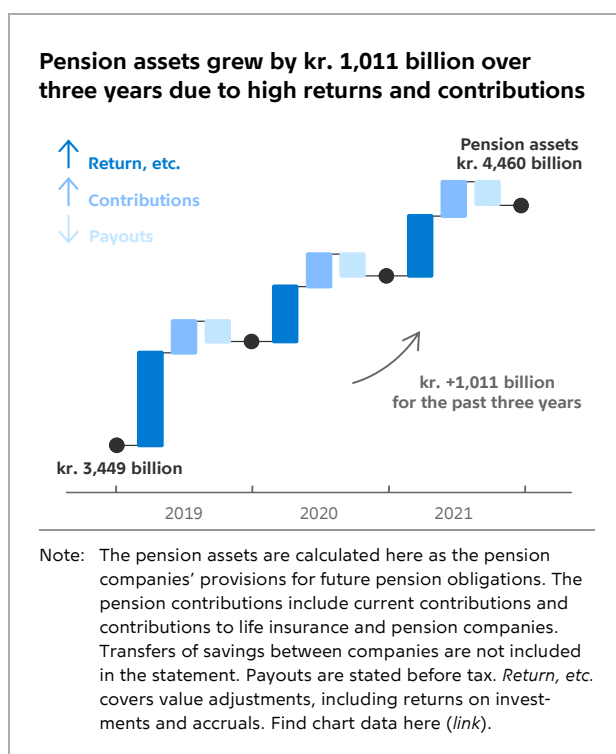 Pension assets grew by kr. 1,011 billion over
three years due to high returns and contributions
Pension assets
kr. 4,460 billion
Return, etc.
Contributions
Payouts
kr. +1,011 billion
for the past three years
kr. 3,449 billion
2019
2020
2021
Note: The pension assets are calculated here as the pension
companies’ provisions for future pension obligations. The
pension contributions include current contributions and
contributions to life insurance and pension companies.
Transfers of savings between companies are not included
in the statement. Payouts are stated before tax. Return, etc.
covers value adjustments, including returns on invest-
ments and accruals. Find chart data here (link).